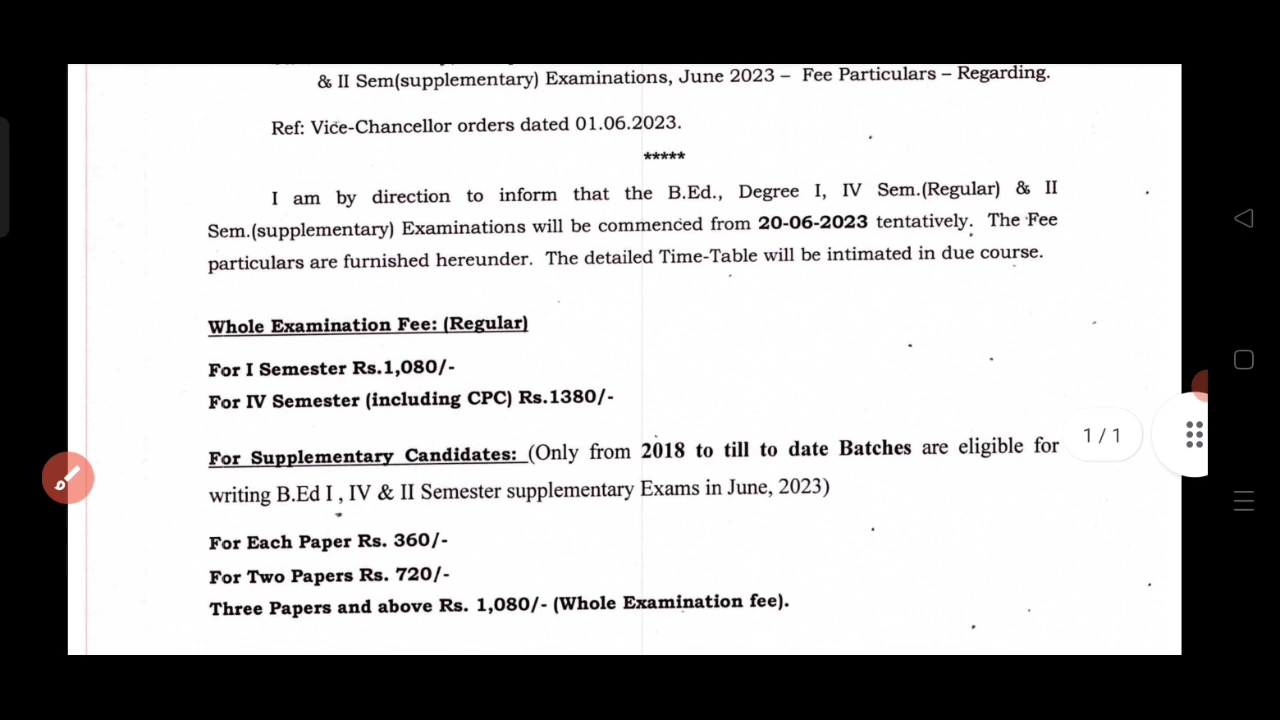 & II Sem(supplementary) Examinations, June 2023 – Fee Particulars – Regarding.
Ref: Vice-Chancellor orders dated 01.06.2023.
*****
I am by direction to inform that the B.Ed., Degree I, IV Sem.(Regular) & II
Sem.(supplementary) Examinations will be commenced from 20-06-2023 tentatively. The Fee
particulars are furnished hereunder. The detailed Time-Table will be intimated in due course.
Whole Examination Fee: (Regular)
For I Semester Rs.1,080/-
For IV Semester (including CPC) Rs.1380/-
For Supplementary Candidates: (Only from 2018 to till to date Batches are eligible for
writing B.Ed I , IV & II Semester supplementary Exams in June, 2023)
For Each Paper Rs. 360/-
For Two Papers Rs. 720/-
Three Papers and above Rs. 1,080/- (Whole Examination fee).
1 / 1